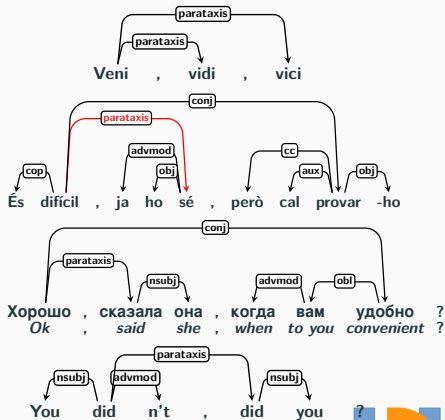 parataxis
parataxis
Veni , vidi , vici
conj
parataxis
advmod cc
cop obj aux obj
És difícil , ja ho sé , però cal provar -ho
conj
parataxis
nsubj advmod obl
Хорошо , сказала она , когда вам удобно ?
Ok , said she , when to you convenient ?
parataxis
nsubj advmod nsubj
You did n't , did you ?